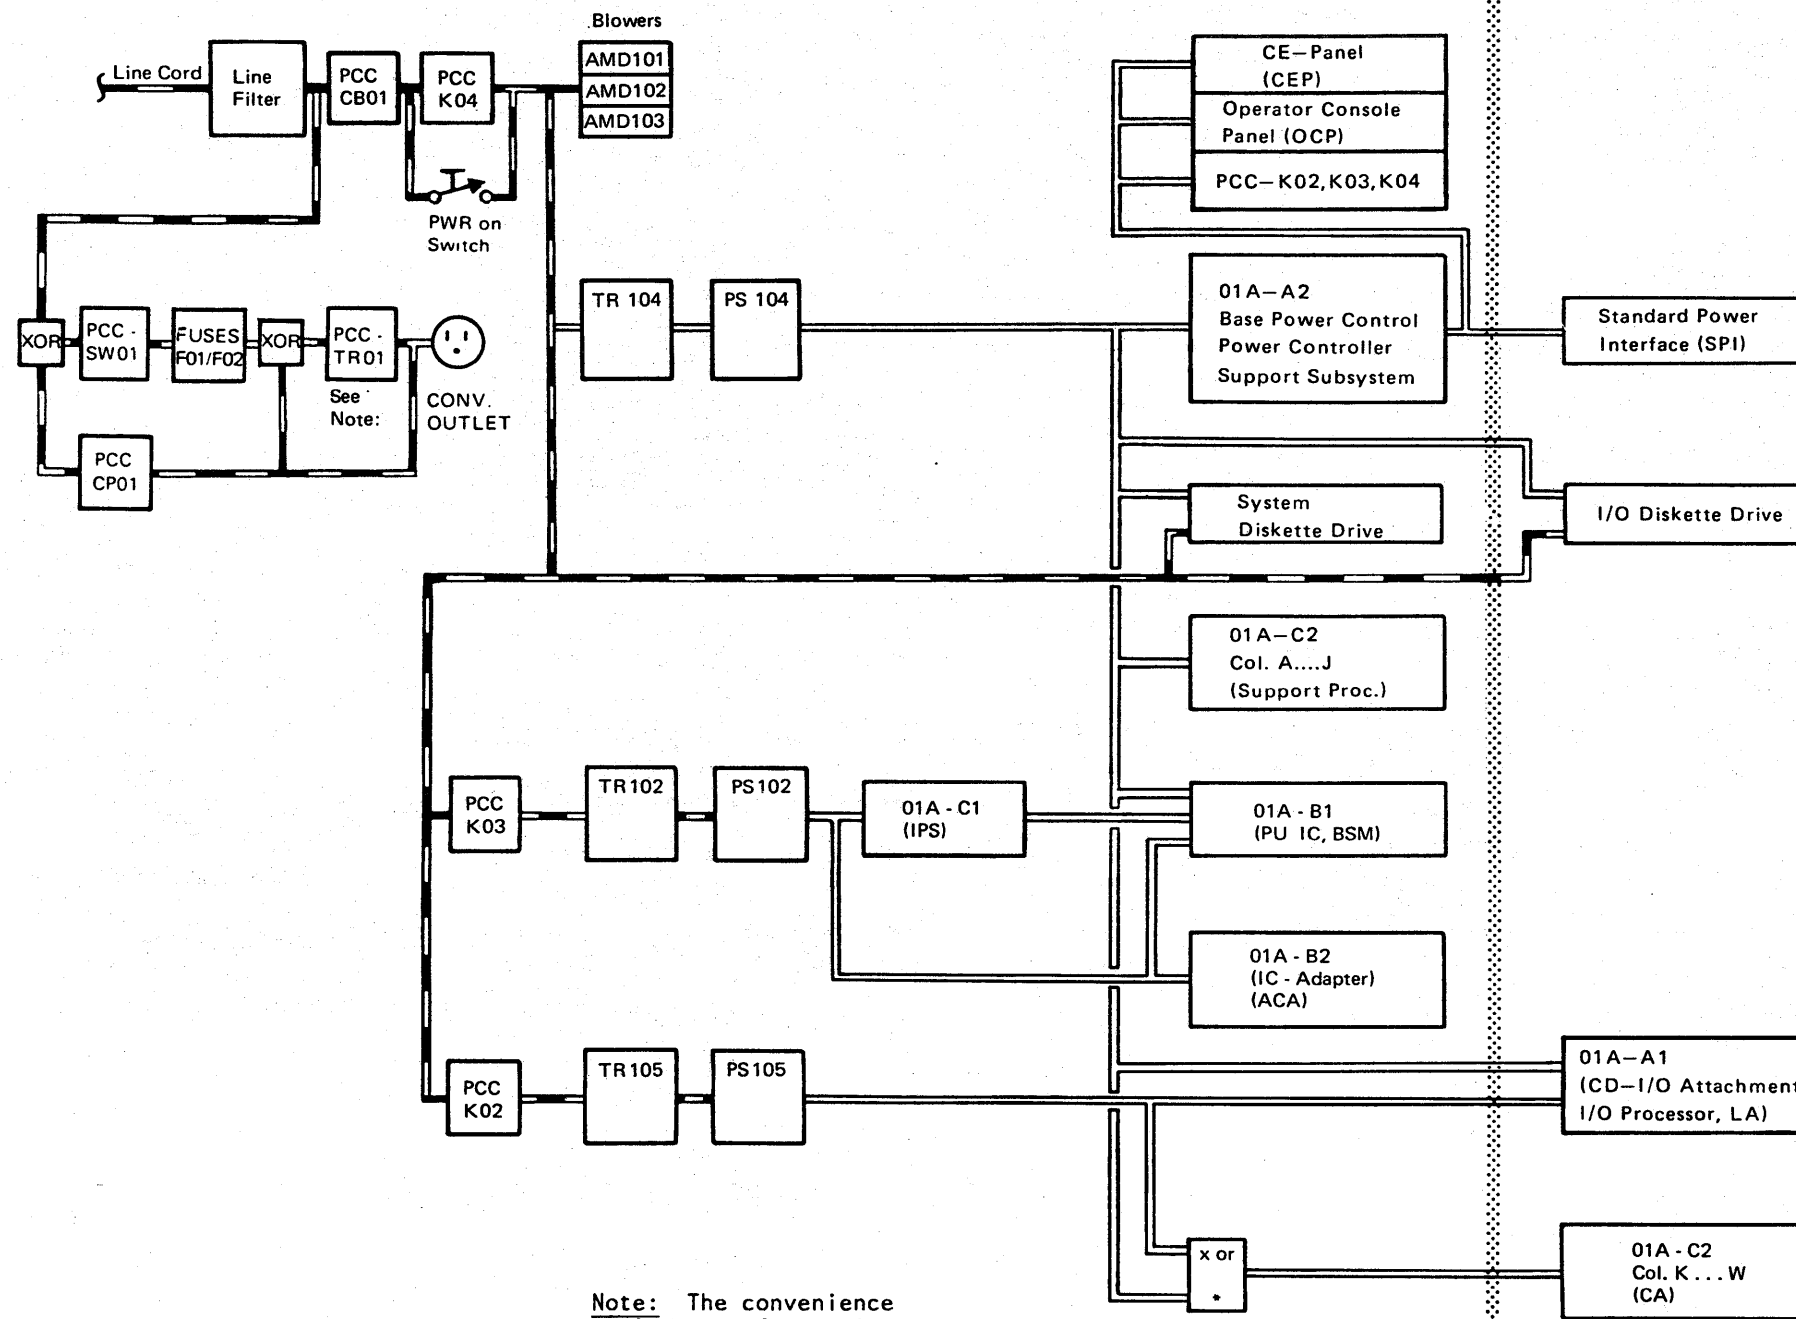 Blowers
Line Cord
Line
Filter
PCC
CB01
PCC
K04
AMD101
AMD102
AMD103
PWR on
Switch
CE–Panel
(CEP)
Operator Console
Panel (OCP)
PCC–K02,K03,K04
XOR
PCC -
SW01
FUSES
F01/F02
XOR
PCC -
TR01
See
Note:
CONV.
OUTLET
PCC
CP01
TR 104
PS 104
01A–A2
Base Power Control
Power Controller
Support Subsystem
Standard Power
Interface (SPI)
System
Diskette Drive
I/O Diskette Drive
01A–C2
Col. A....J
(Support Proc.)
PCC
K03
TR102
PS102
01A - C1
(IPS)
01A - B1
(PU IC, BSM)
01A - B2
(IC - Adapter)
(ACA)
PCC
K02
TR105
PS105
01A–A1
(CD–I/O Attachment
I/O Processor, LA)
x or
*
01A - C2
Col. K . . . W
(CA)
Note: The convenience